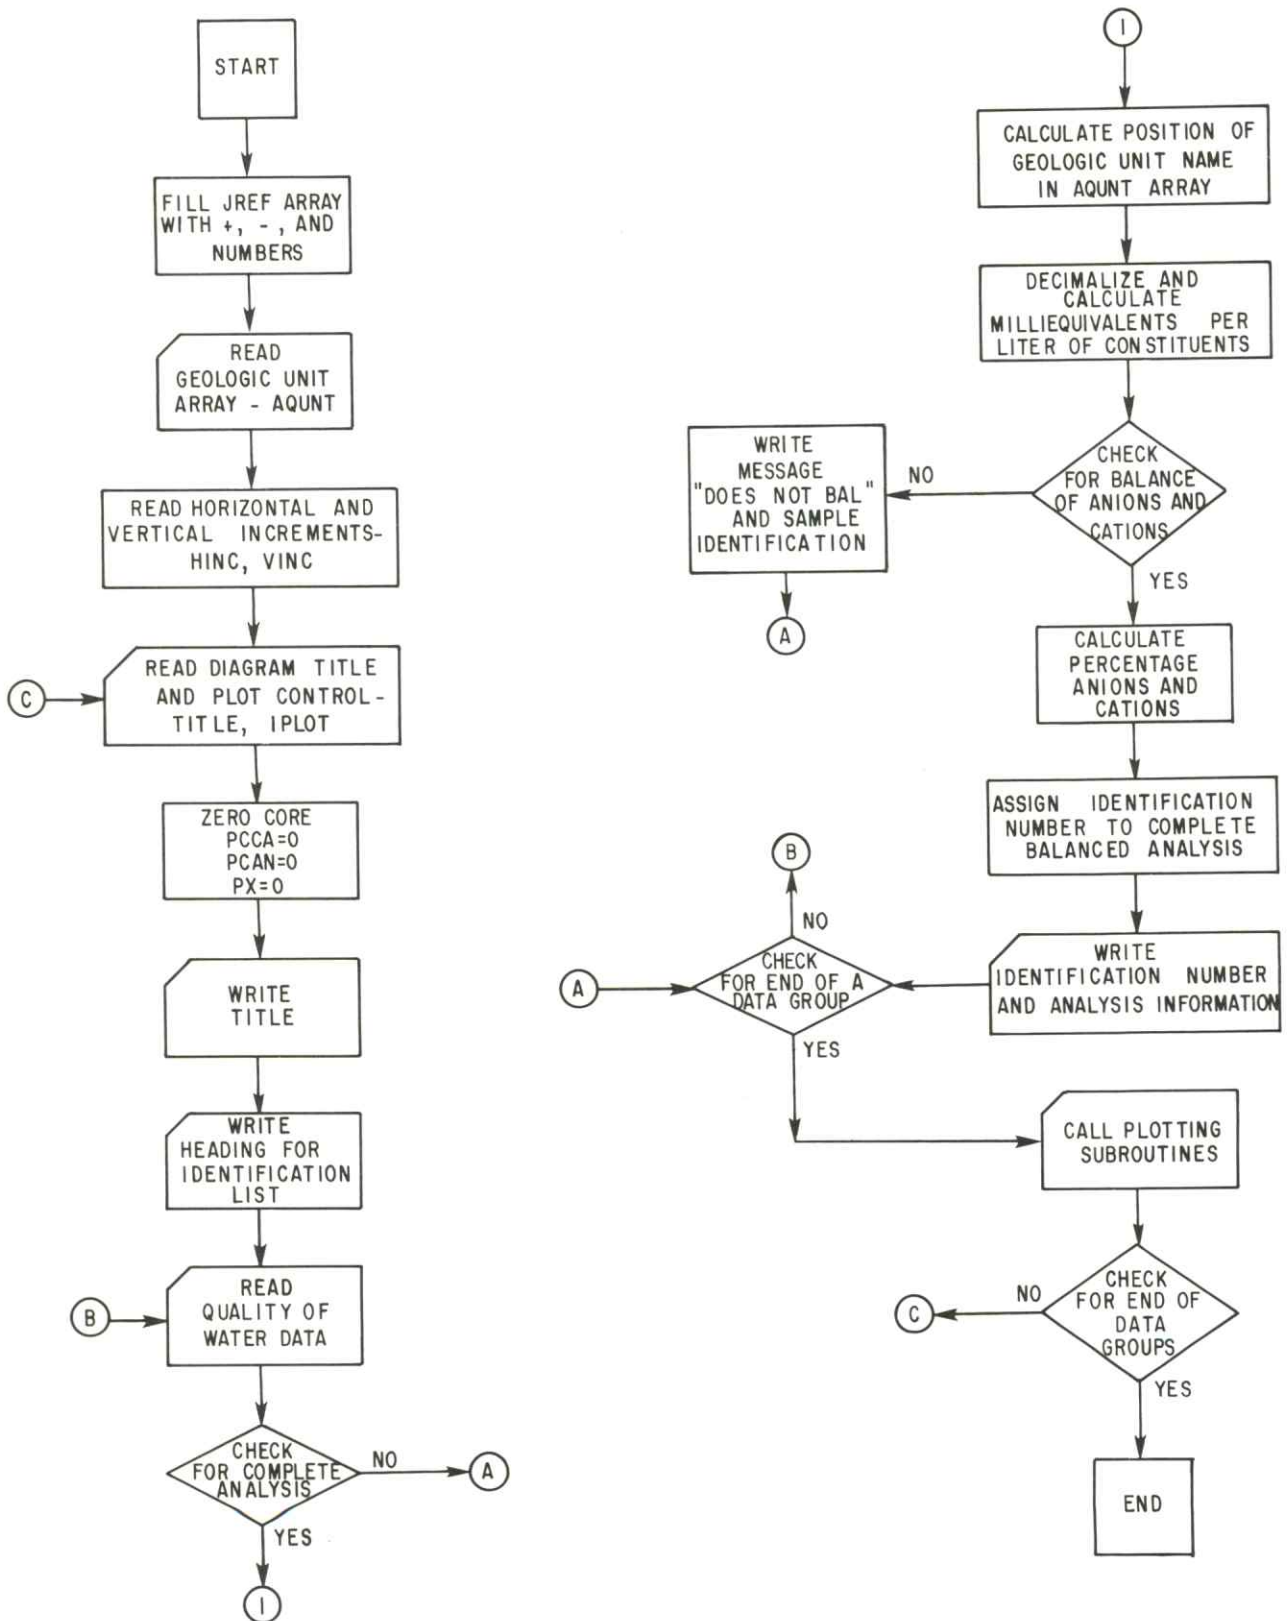 START
FILL JREF ARRAY
WITH +, -, AND
NUMBERS
READ
GEOLOGIC UNIT
ARRAY - AQUNT
READ HORIZONTAL AND
VERTICAL INCREMENTS-
HINC, VINC
C
READ DIAGRAM TITLE
AND PLOT CONTROL-
TITLE, IPLOT
ZERO CORE
PCCA=0
PCAN=0
PX=0
WRITE
TITLE
WRITE
HEADING FOR
IDENTIFICATION
LIST
B
READ
QUALITY OF
WATER DATA
CHECK
FOR COMPLETE
ANALYSIS
NO
A
YES
I
I
CALCULATE POSITION OF
GEOLOGIC UNIT NAME
IN AQUNT ARRAY
DECIMALIZE AND
CALCULATE
MILLIEQUIVALENTS PER
LITER OF CONSTITUENTS
CHECK
FOR BALANCE
OF ANIONS AND
CATIONS
NO
WRITE
MESSAGE
"DOES NOT BAL"
AND SAMPLE
IDENTIFICATION
A
YES
CALCULATE
PERCENTAGE
ANIONS AND
CATIONS
ASSIGN IDENTIFICATION
NUMBER TO COMPLETE
BALANCED ANALYSIS
WRITE
IDENTIFICATION NUMBER
AND ANALYSIS INFORMATION
B
NO
A
CHECK
FOR END OF A
DATA GROUP
YES
CALL PLOTTING
SUBROUTINES
CHECK
FOR END OF
DATA
GROUPS
NO
C
YES
END